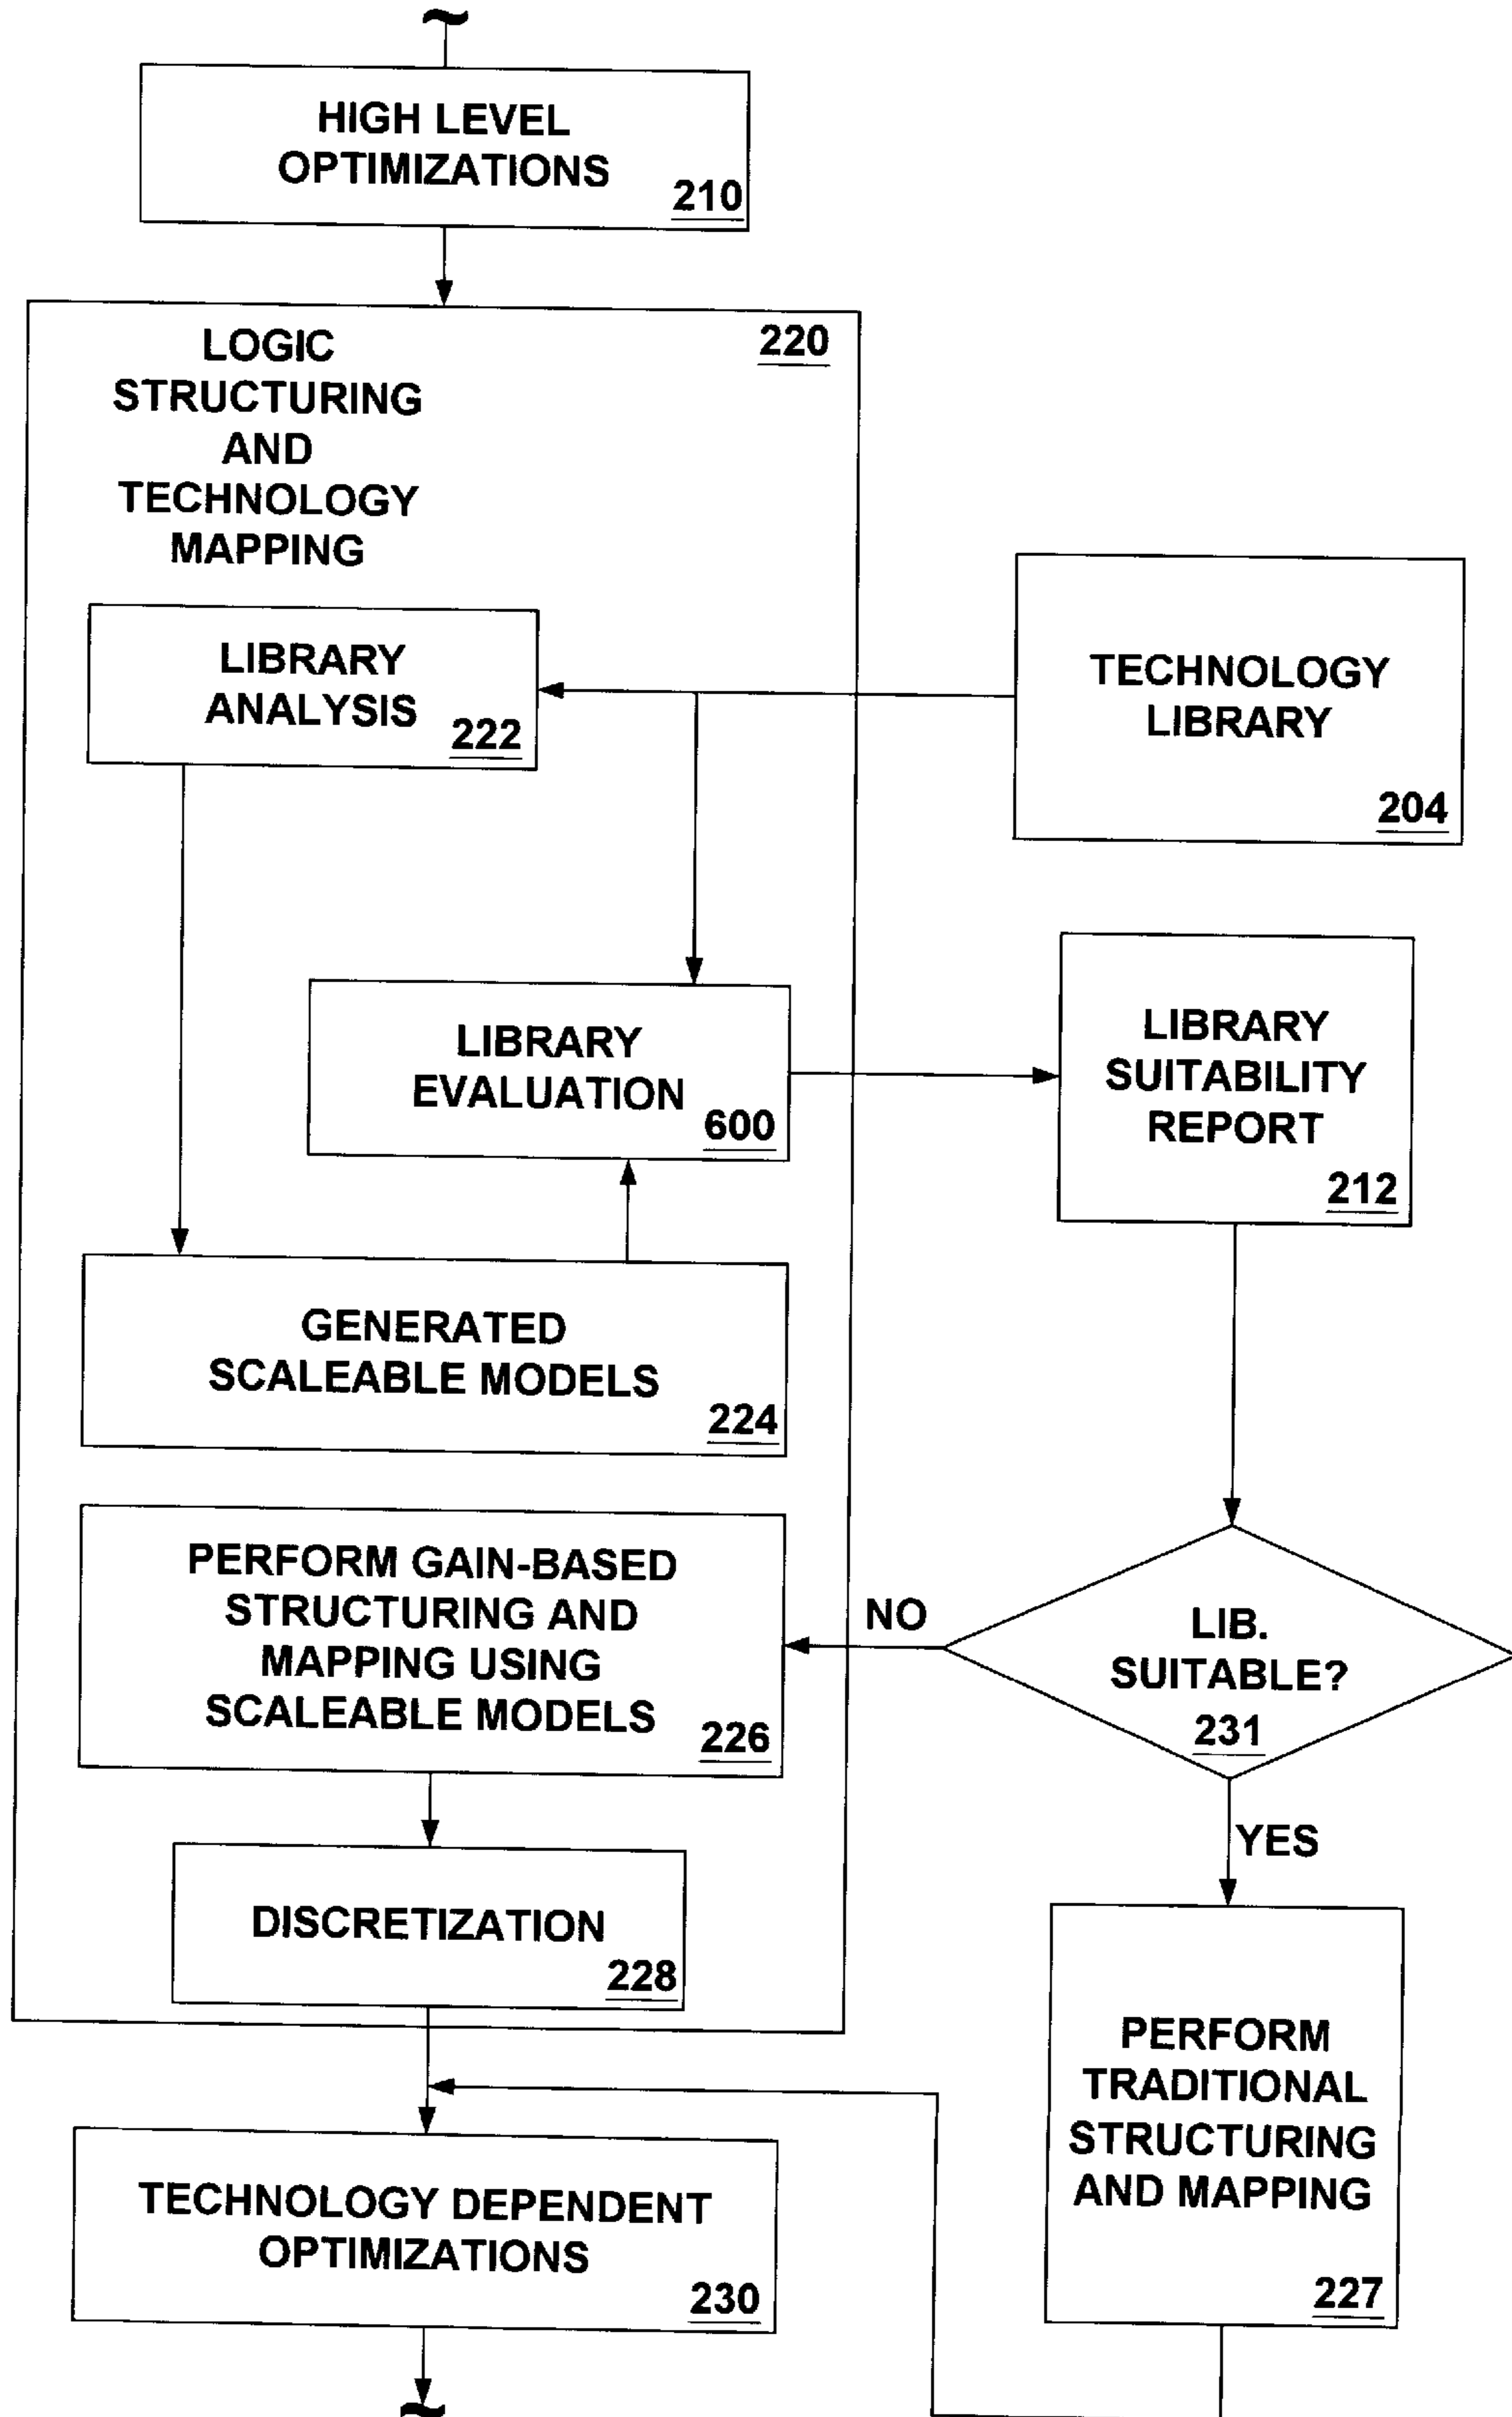 HIGH LEVEL
OPTIMIZATIONS
210
LOGIC
STRUCTURING
AND
TECHNOLOGY
MAPPING
220
LIBRARY
ANALYSIS
222
TECHNOLOGY
LIBRARY
204
LIBRARY
EVALUATION
600
LIBRARY
SUITABILITY
REPORT
212
GENERATED
SCALEABLE MODELS
224
PERFORM GAIN-BASED
STRUCTURING AND
MAPPING USING
SCALEABLE MODELS
226
NO
LIB.
SUITABLE?
231
YES
DISCRETIZATION
228
PERFORM
TRADITIONAL
STRUCTURING
AND MAPPING
227
TECHNOLOGY DEPENDENT
OPTIMIZATIONS
230